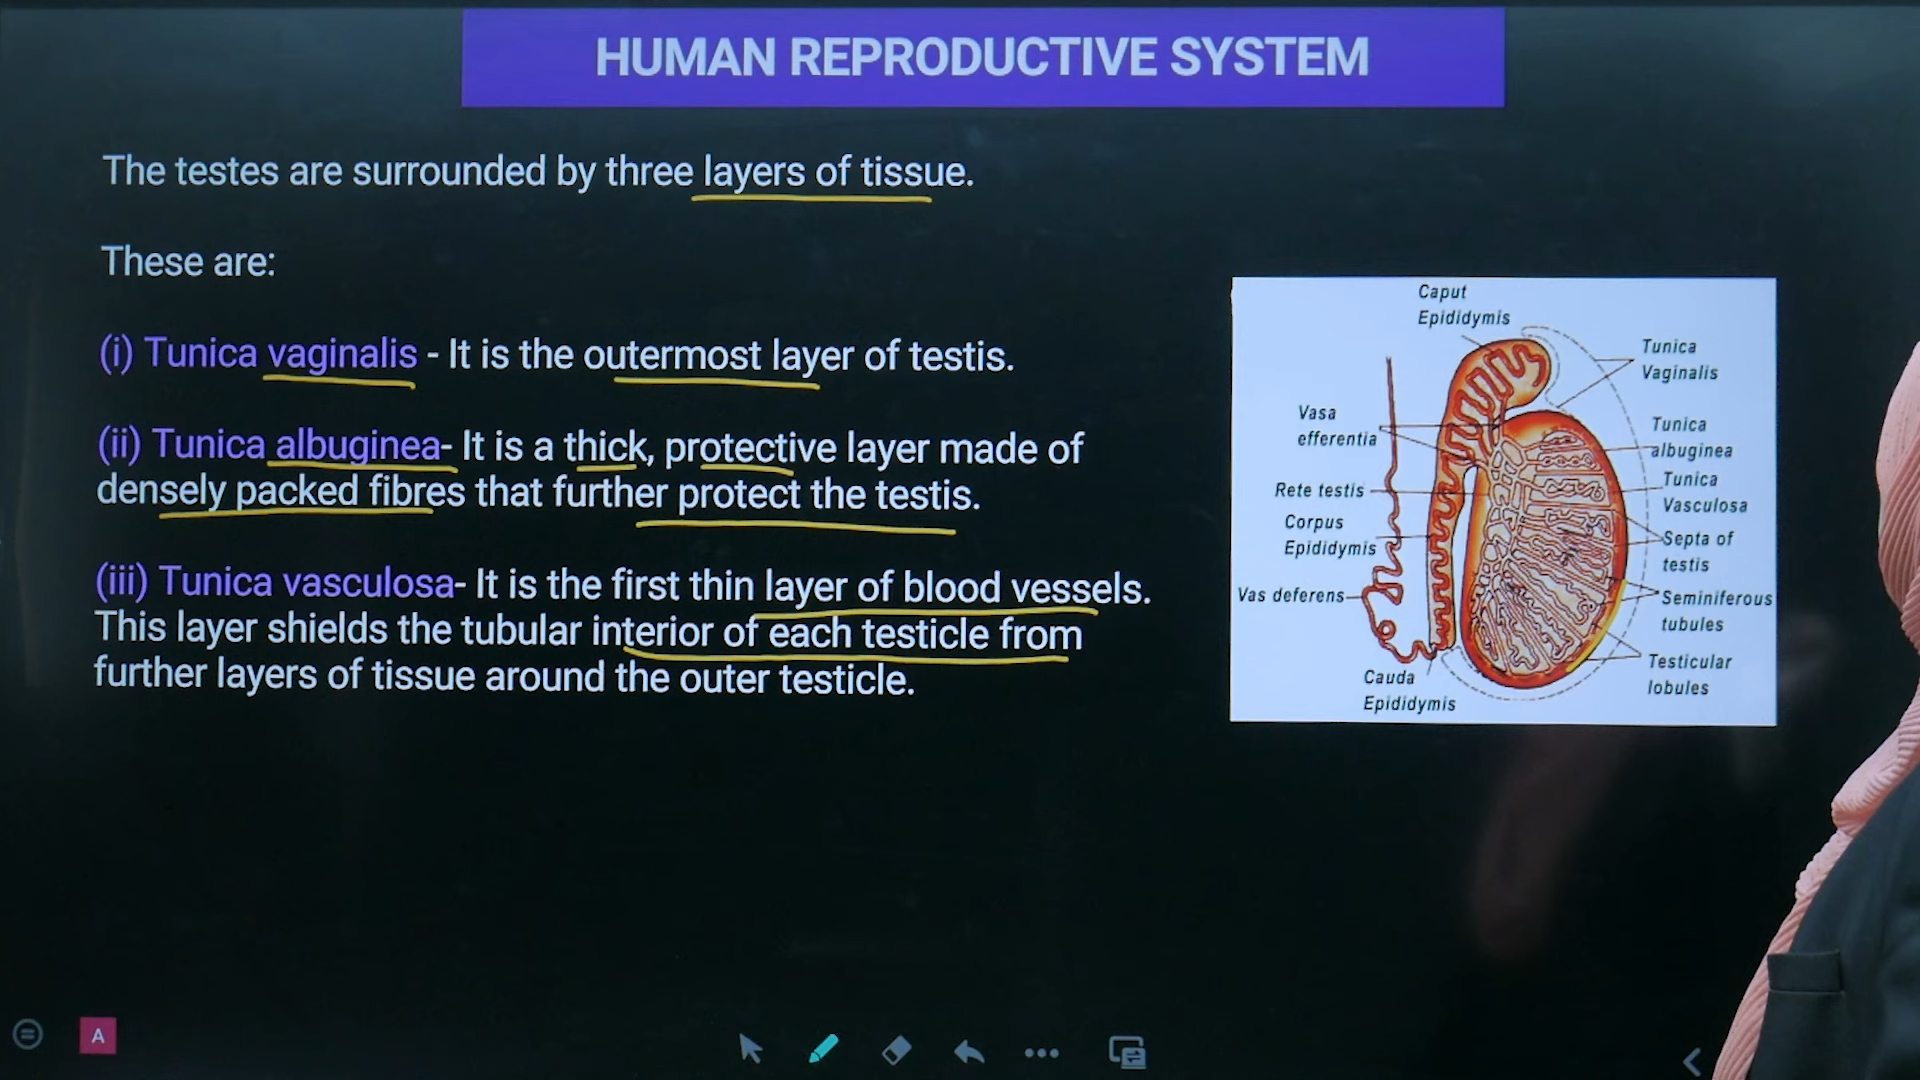 HUMAN REPRODUCTIVE SYSTEM
The testes are surrounded by three layers of tissue.
These are:
(i) Tunica vaginalis - It is the outermost layer of testis.
(ii) Tunica albuginea- It is a thick, protective layer made of
densely packed fibres that further protect the testis.
(iii) Tunica vasculosa- It is the first thin layer of blood vessels.
This layer shields the tubular interior of each testicle from
further layers of tissue around the outer testicle.
Caput
Epididymis
Tunica
Vaginalis
Vasa
efferentia
Tunica
albuginea
Rete testis
Tunica
Vasculosa
Corpus
Epididymis
Septa of
testis
Vas deferens
Seminiferous
tubules
Testicular
lobules
Cauda
Epididymis
A